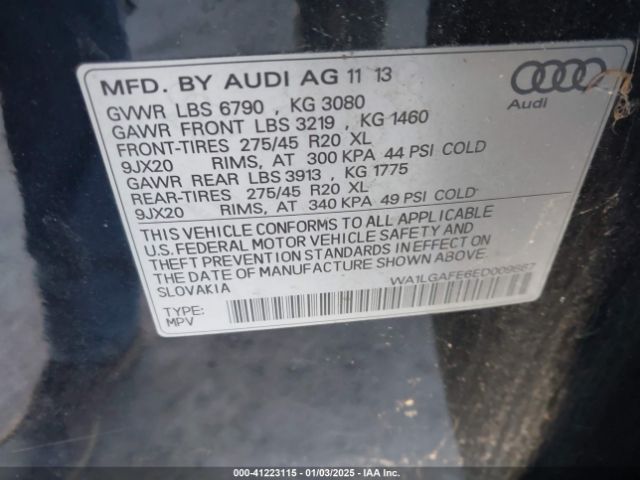 MFD. BY AUDI AG 11 13
Audi
GVWR LBS 6790 , KG 3080
GAWR FRONT LBS 3219 , KG 1460
FRONT-TIRES 275/45 R20 XL
9JX20 RIMS, AT 300 KPA 44 PSI COLD
GAWR REAR LBS 3913 , KG 1775
REAR-TIRES 275/45 R20 XL
9JX20 RIMS, AT 340 KPA 49 PSI COLD
THIS VEHICLE CONFORMS TO ALL APPLICABLE
U.S. FEDERAL MOTOR VEHICLE SAFETY AND
THEFT PREVENTION STANDARDS IN EFFECT ON
THE DATE OF MANUFACTURE SHOWN ABOVE.
SLOVAKIA
TYPE:
MPV
000-41223115 - 01/03/2025 - IAA Inc.